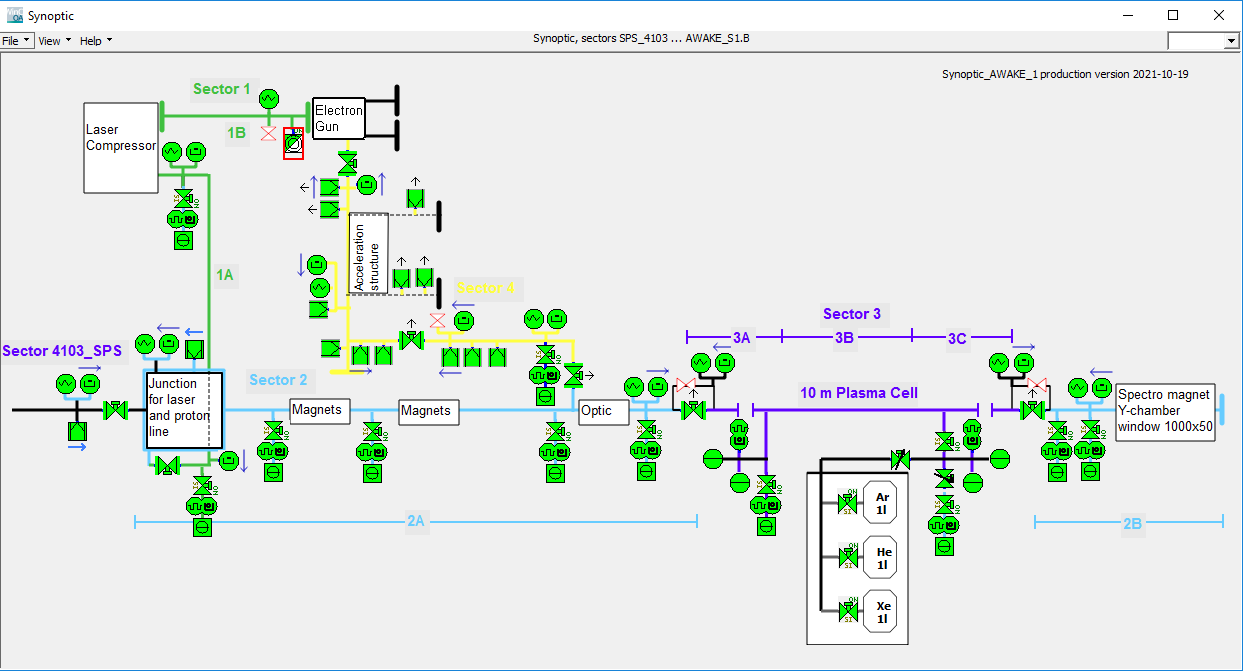 Synoptic
File View Help
Synoptic, sectors SPS_4103 ... AWAKE_S1.B
Synoptic_AWAKE_1 production version 2021-10-19
Sector 1
1B
Electron
Gun
Laser
Compressor
1A
Acceleration
structure
Sector 4
Sector 4103_SPS
Junction
for laser
and proton
line
Sector 2
Magnets
Magnets
Optic
Sector 3
3A
3B
3C
10 m Plasma Cell
Spectro magnet
Y-chamber
window 1000x50
2A
2B
Ar
1l
He
1l
Xe
1l